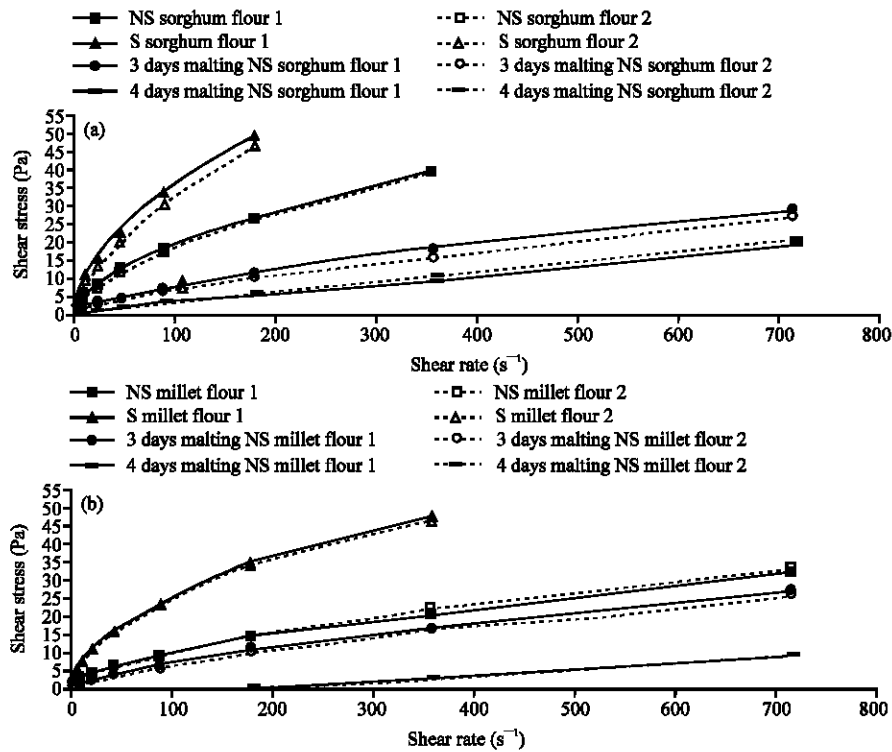 NS sorghum flour 1 NS sorghum flour 2
S sorghum flour 1 S sorghum flour 2
3 days malting NS sorghum flour 1 3 days malting NS sorghum flour 2
4 days malting NS sorghum flour 1 4 days malting NS sorghum flour 2
(a)
Shear stress (Pa)
55
50
45
40
35
30
25
20
15
10
5
0
0 100 200 300 400 500 600 700 800
Shear rate (s⁻¹)
NS millet flour 1 NS millet flour 2
S millet flour 1 S millet flour 2
3 days malting NS millet flour 1 3 days malting NS millet flour 2
4 days malting NS millet flour 1 4 days malting NS millet flour 2
(b)
Shear stress (Pa)
55
50
45
40
35
30
25
20
15
10
5
0
0 100 200 300 400 500 600 700 800
Shear rate (s⁻¹)